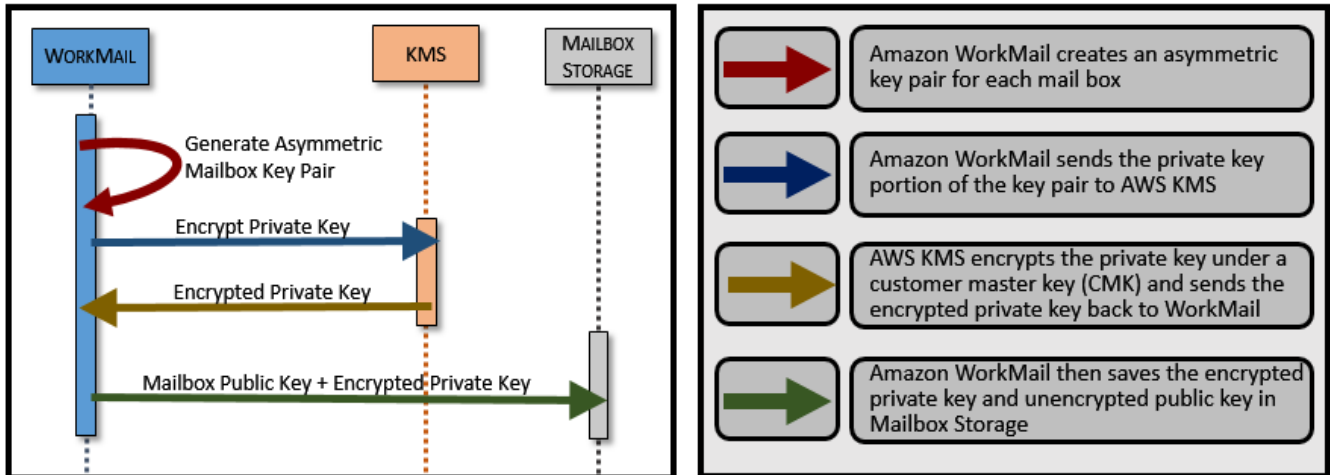 WORKMAIL
KMS
MAILBOX
STORAGE
Generate Asymmetric
Mailbox Key Pair
Encrypt Private Key
Encrypted Private Key
Mailbox Public Key + Encrypted Private Key
Amazon WorkMail creates an asymmetric
key pair for each mail box
Amazon WorkMail sends the private key
portion of the key pair to AWS KMS
AWS KMS encrypts the private key under a
customer master key (CMK) and sends the
encrypted private key back to WorkMail
Amazon WorkMail then saves the encrypted
private key and unencrypted public key in
Mailbox Storage